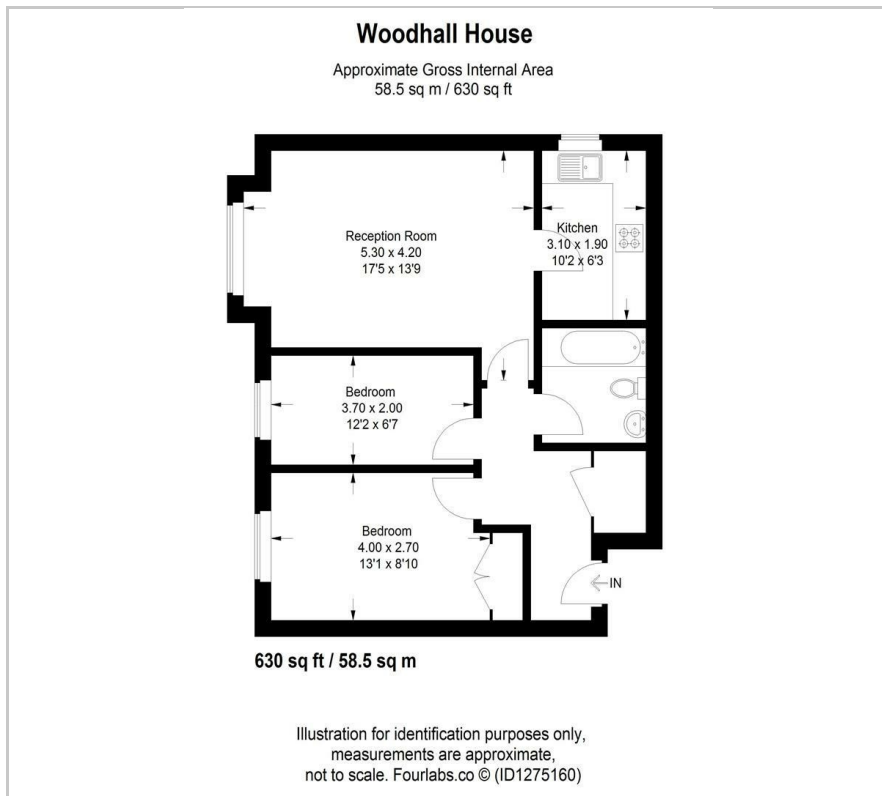 Woodhall House
Approximate Gross Internal Area
58.5 sq m / 630 sq ft
Reception Room
5.30 x 4.20
17'5 x 13'9
Kitchen
3.10 x 1.90
10'2 x 6'3
Bedroom
3.70 x 2.00
12'2 x 6'7
Bedroom
4.00 x 2.70
13'1 x 8'10
IN
630 sq ft / 58.5 sq m
Illustration for identification purposes only,
measurements are approximate,
not to scale. Fourlabs.co © (ID1275160)